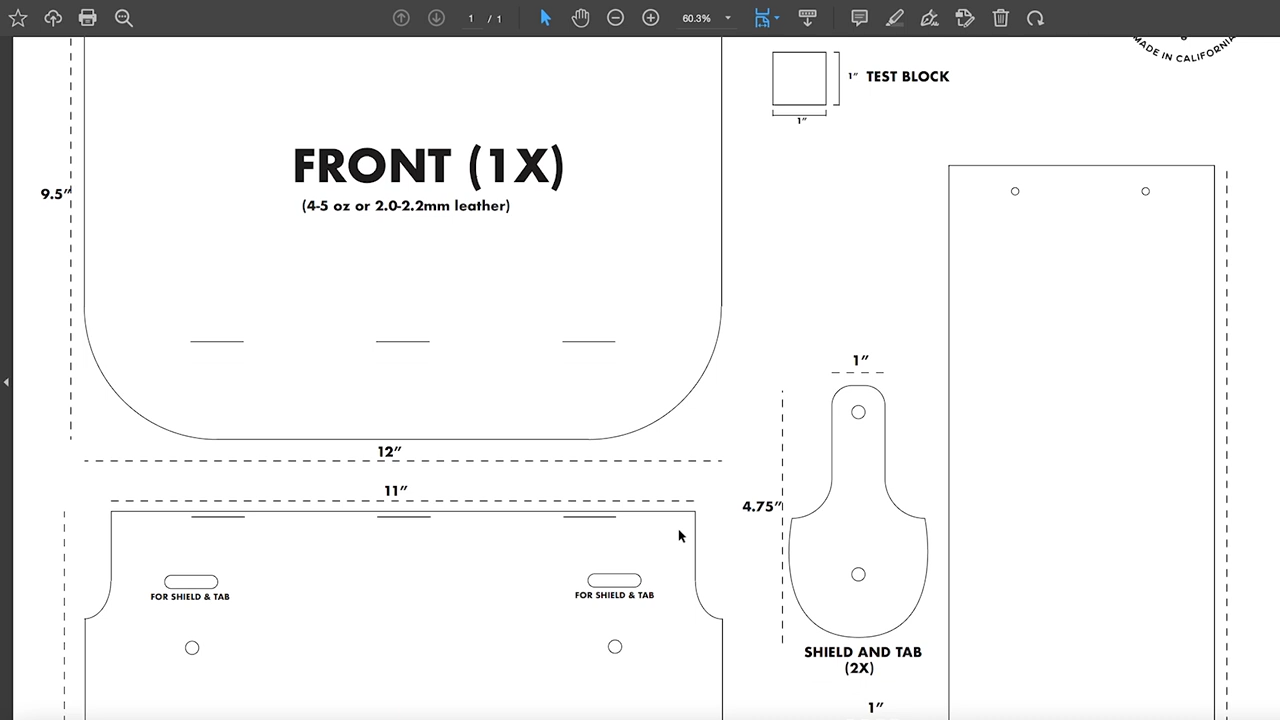 1 / 1
60.3%
MADE IN CALIFORNIA
1″ TEST BLOCK
1″
FRONT (1X)
(4-5 oz or 2.0-2.2mm leather)
9.5″
12″
11″
1″
4.75″
FOR SHIELD & TAB
FOR SHIELD & TAB
SHIELD AND TAB
(2X)
1″